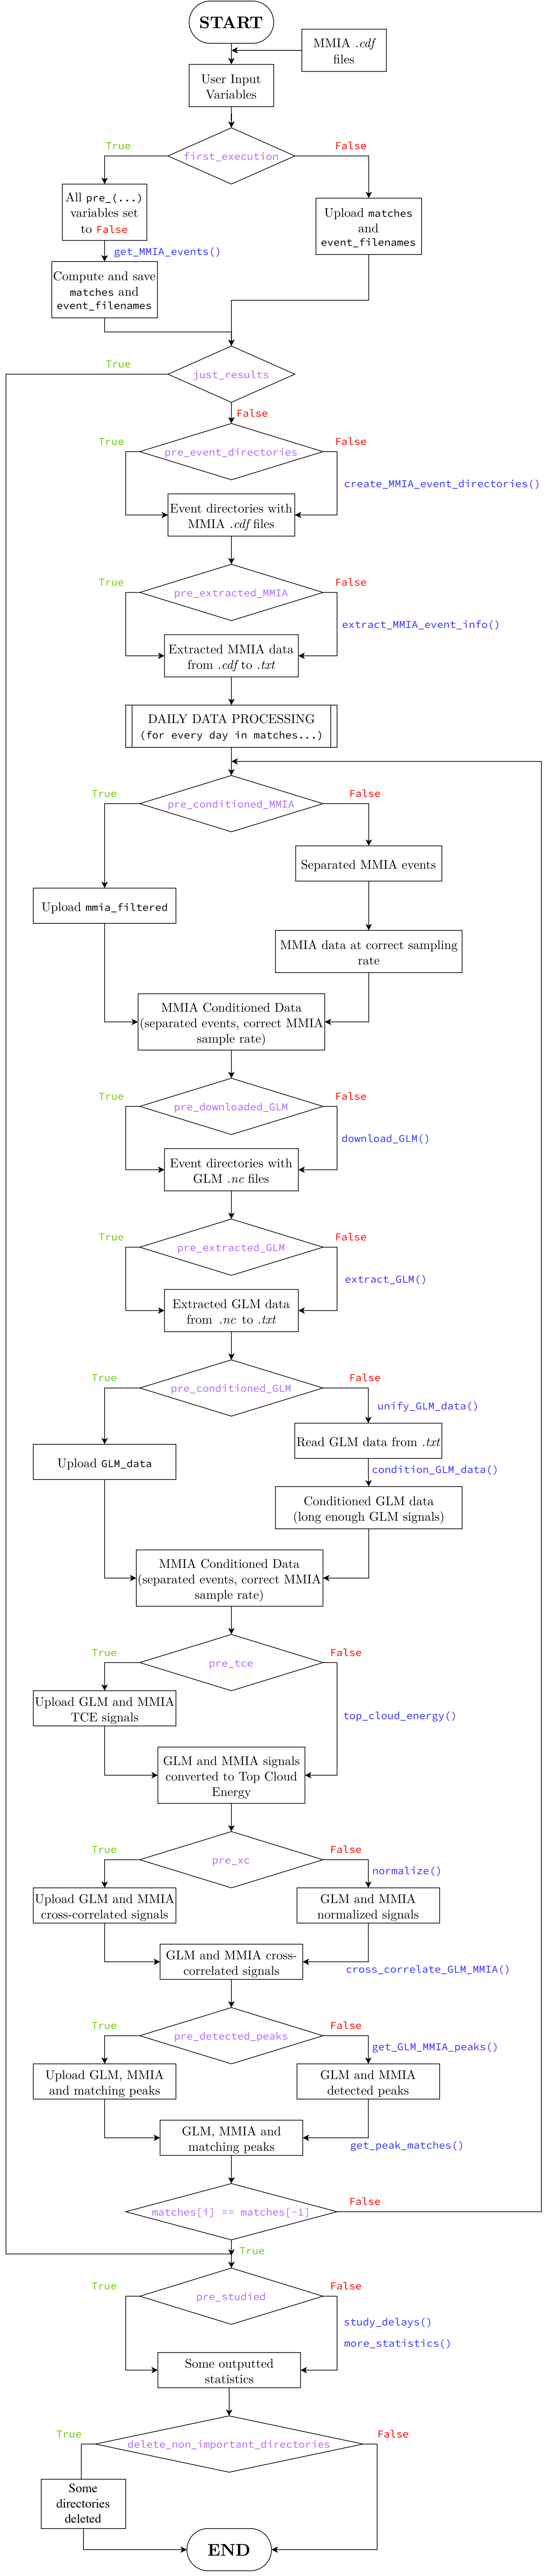 START
MMIA .cdf
files
User Input
Variables
first_execution
True
False
All pre_(...)
variables set
to False
Upload matches
and
event_filenames
get_MMIA_events()
Compute and save
matches and
event_filenames
just_results
True
False
pre_event_directories
True
False
create_MMIA_event_directories()
Event directories with
MMIA .cdf files
pre_extracted_MMIA
True
False
extract_MMIA_event_info()
Extracted MMIA data
from .cdf to .txt
DAILY DATA PROCESSING
(for every day in matches...)
pre_conditioned_MMIA
True
False
Separated MMIA events
Upload mmia_filtered
MMIA data at correct sampling
rate
MMIA Conditioned Data
(separated events, correct MMIA
sample rate)
pre_downloaded_GLM
True
False
download_GLM()
Event directories with
GLM .nc files
pre_extracted_GLM
True
False
extract_GLM()
Extracted GLM data
from .nc to .txt
pre_conditioned_GLM
True
False
unify_GLM_data()
Read GLM data from .txt
Upload GLM_data
condition_GLM_data()
Conditioned GLM data
(long enough GLM signals)
MMIA Conditioned Data
(separated events, correct MMIA
sample rate)
pre_tce
True
False
Upload GLM and MMIA
TCE signals
top_cloud_energy()
GLM and MMIA signals
converted to Top Cloud
Energy
pre_xc
True
False
normalize()
Upload GLM and MMIA
cross-correlated signals
GLM and MMIA
normalized signals
GLM and MMIA cross-
correlated signals
cross_correlate_GLM_MMIA()
pre_detected_peaks
True
False
get_GLM_MMIA_peaks()
Upload GLM, MMIA
and matching peaks
GLM and MMIA
detected peaks
GLM, MMIA and
matching peaks
get_peak_matches()
matches[i] == matches[-1]
False
True
pre_studied
True
False
study_delays()
more_statistics()
Some outputted
statistics
delete_non_important_directories
True
False
Some
directories
deleted
END